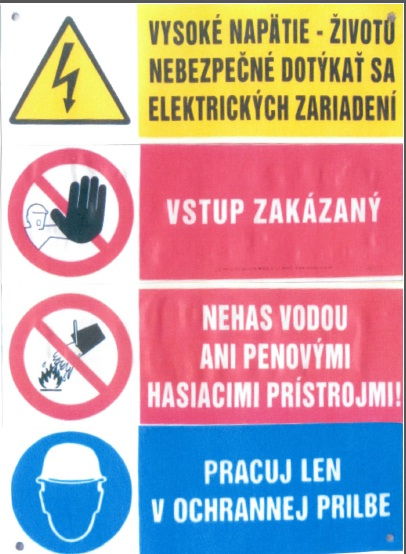 VYSOKÉ NAPÄTIE - ŽIVOTU
NEBEZPEČNÉ DOTÝKAŤ SA
ELEKTRICKÝCH ZARIADENÍ
VSTUP ZAKÁZANÝ
NEHAS VODOU
ANI PENOVÝMI
HASIACIMI PRÍSTROJMI!
PRACUJ LEN
V OCHRANNEJ PRILBE